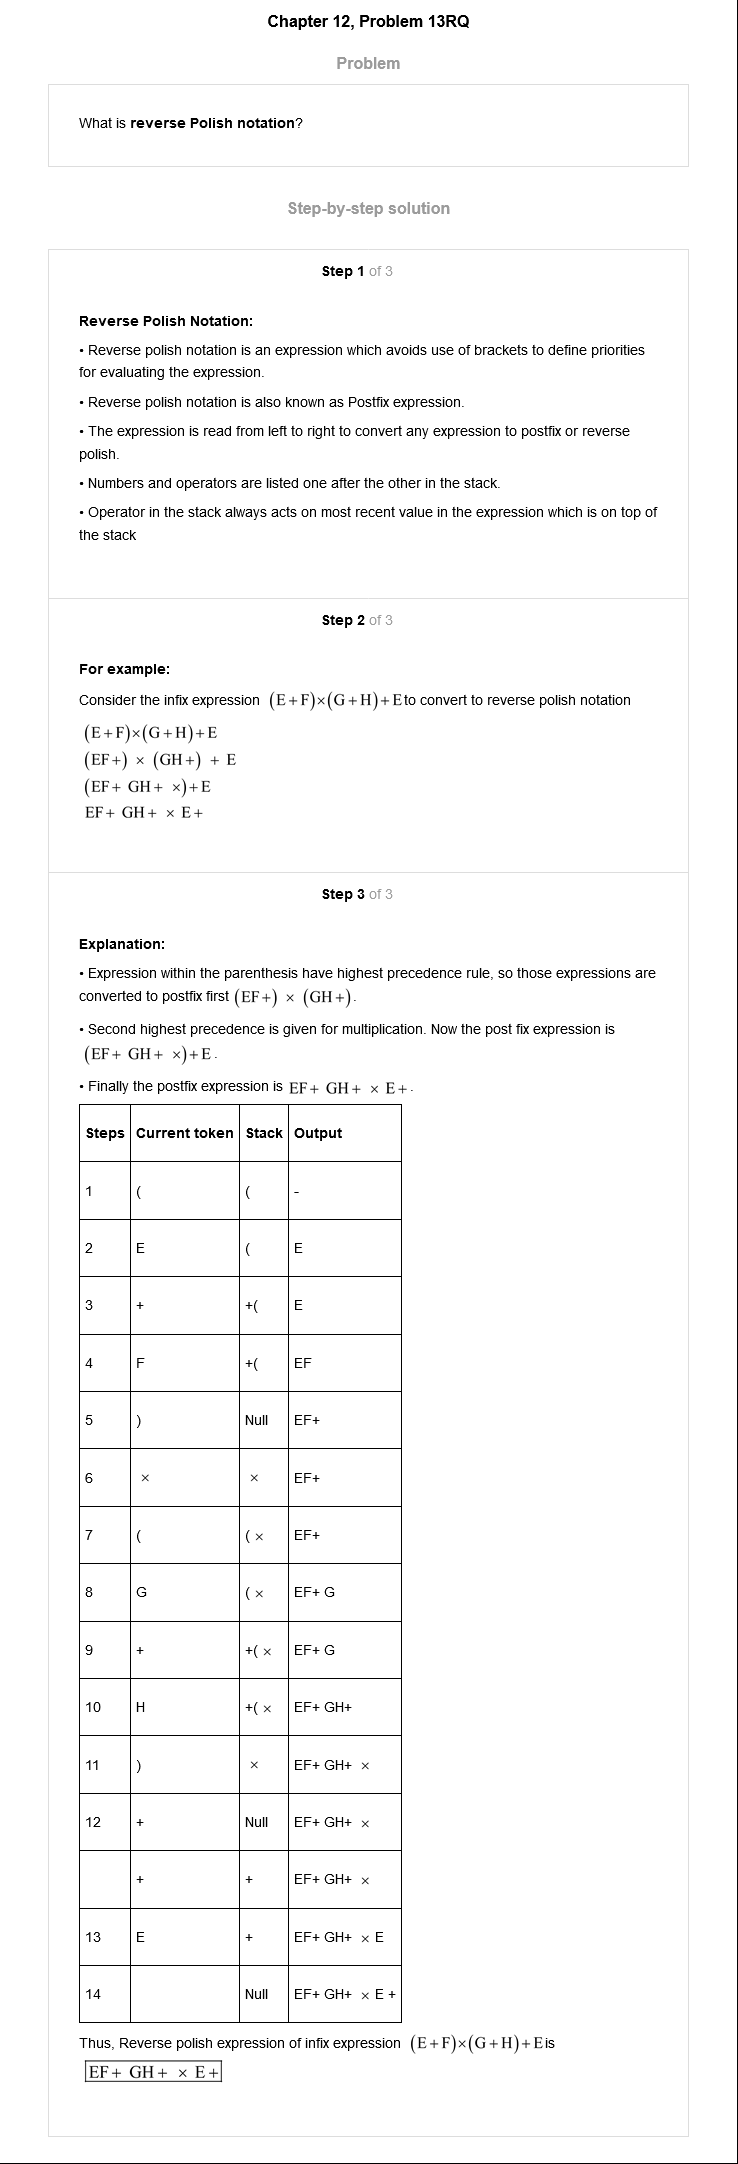 Chapter 12, Problem 13RQ
Problem
What is reverse Polish notation?
Step-by-step solution
Step 1 of 3
Reverse Polish Notation:
• Reverse polish notation is an expression which avoids use of brackets to define priorities
for evaluating the expression.
• Reverse polish notation is also known as Postfix expression.
• The expression is read from left to right to convert any expression to postfix or reverse
polish.
• Numbers and operators are listed one after the other in the stack.
• Operator in the stack always acts on most recent value in the expression which is on top of
the stack
Step 2 of 3
For example:
Consider the infix expression (E+F)×(G+H)+E to convert to reverse polish notation
(E+F)×(G+H)+E
(EF+) × (GH+) + E
(EF+ GH+ ×)+E
EF+ GH+ × E+
Step 3 of 3
Explanation:
• Expression within the parenthesis have highest precedence rule, so those expressions are
converted to postfix first (EF+) × (GH+).
• Second highest precedence is given for multiplication. Now the post fix expression is
(EF+ GH+ ×)+E.
• Finally the postfix expression is EF+ GH+ × E+.
Steps Current token Stack Output
1 ( ( -
2 E ( E
3 + +( E
4 F +( EF
5 ) Null EF+
6 × × EF+
7 ( ( × EF+
8 G ( × EF+ G
9 + +( × EF+ G
10 H +( × EF+ GH+
11 ) × EF+ GH+ ×
12 + Null EF+ GH+ ×
+ + EF+ GH+ ×
13 E + EF+ GH+ × E
14 Null EF+ GH+ × E +
Thus, Reverse polish expression of infix expression (E+F)×(G+H)+E is
EF+ GH+ × E+